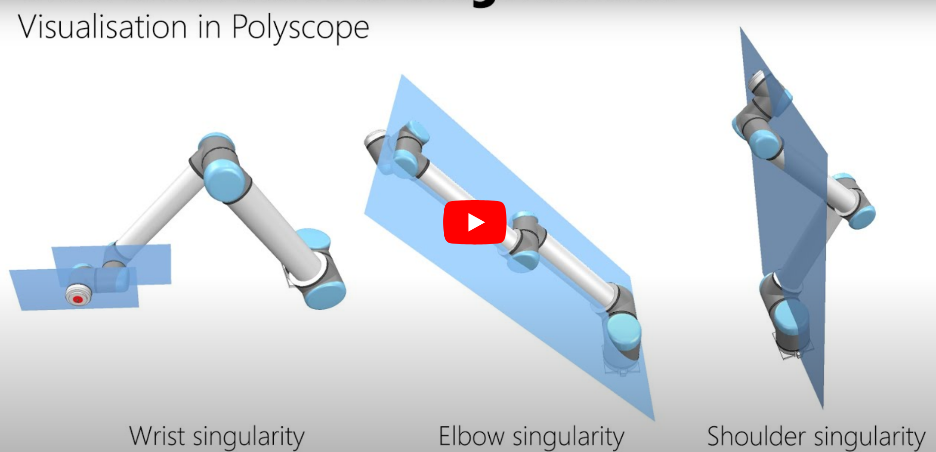 Visualisation in Polyscope
Wrist singularity
Elbow singularity
Shoulder singularity